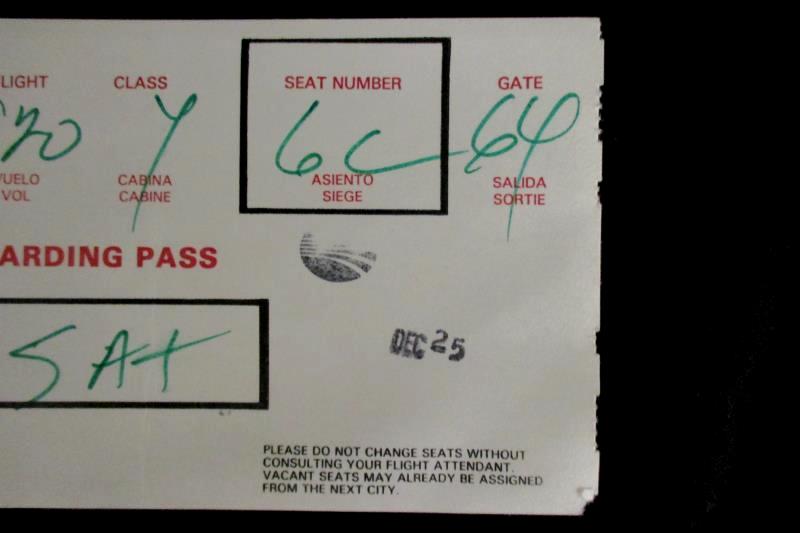 LIGHT CLASS SEAT NUMBER GATE
20 Y 6C 64
VUELO CABINA ASIENTO SALIDA
VOL CABINE SIEGE SORTIE
ARDING PASS
SAT
DEC 25
PLEASE DO NOT CHANGE SEATS WITHOUT
CONSULTING YOUR FLIGHT ATTENDANT.
VACANT SEATS MAY ALREADY BE ASSIGNED
FROM THE NEXT CITY.